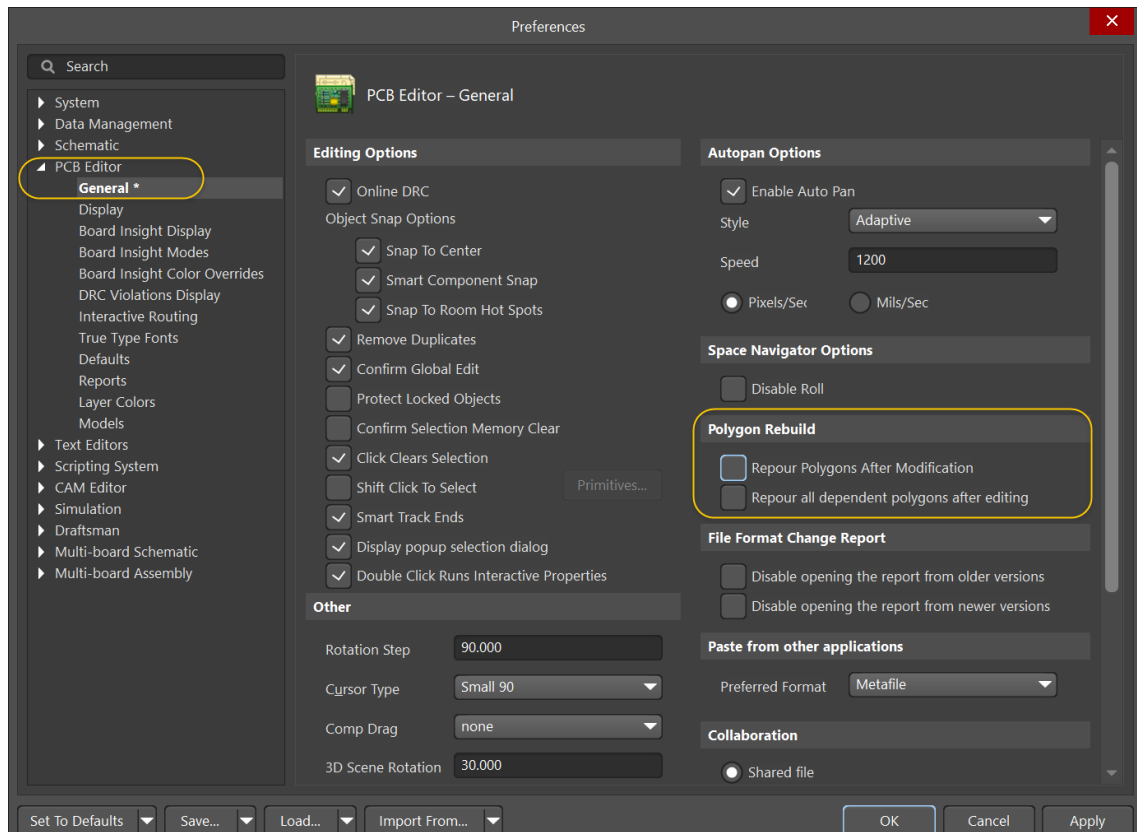 Preferences
Search
System
Data Management
Schematic
PCB Editor
General *
Display
Board Insight Display
Board Insight Modes
Board Insight Color Overrides
DRC Violations Display
Interactive Routing
True Type Fonts
Defaults
Reports
Layer Colors
Models
Text Editors
Scripting System
CAM Editor
Simulation
Draftsman
Multi-board Schematic
Multi-board Assembly
PCB Editor – General
Editing Options
Online DRC
Object Snap Options
Snap To Center
Smart Component Snap
Snap To Room Hot Spots
Remove Duplicates
Confirm Global Edit
Protect Locked Objects
Confirm Selection Memory Clear
Click Clears Selection
Shift Click To Select
Primitives...
Smart Track Ends
Display popup selection dialog
Double Click Runs Interactive Properties
Other
Rotation Step
90.000
Cursor Type
Small 90
Comp Drag
none
3D Scene Rotation
30.000
Autopan Options
Enable Auto Pan
Style
Adaptive
Speed
1200
Pixels/Sec
Mils/Sec
Space Navigator Options
Disable Roll
Polygon Rebuild
Repour Polygons After Modification
Repour all dependent polygons after editing
File Format Change Report
Disable opening the report from older versions
Disable opening the report from newer versions
Paste from other applications
Preferred Format
Metafile
Collaboration
Shared file
Set To Defaults
Save...
Load...
Import From...
OK
Cancel
Apply